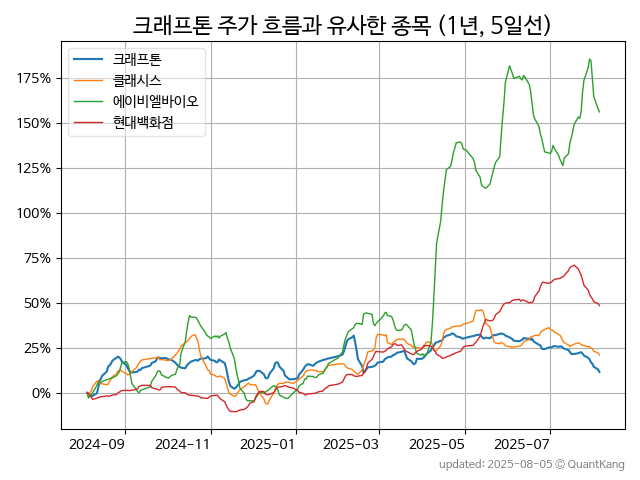 크래프톤 주가 흐름과 유사한 종목 (1년, 5일선)
크래프톤
클래시스
에이비엘바이오
현대백화점
175%
150%
125%
100%
75%
50%
25%
0%
2024-09 2024-11 2025-01 2025-03 2025-05 2025-07
updated: 2025-08-05 © QuantKang